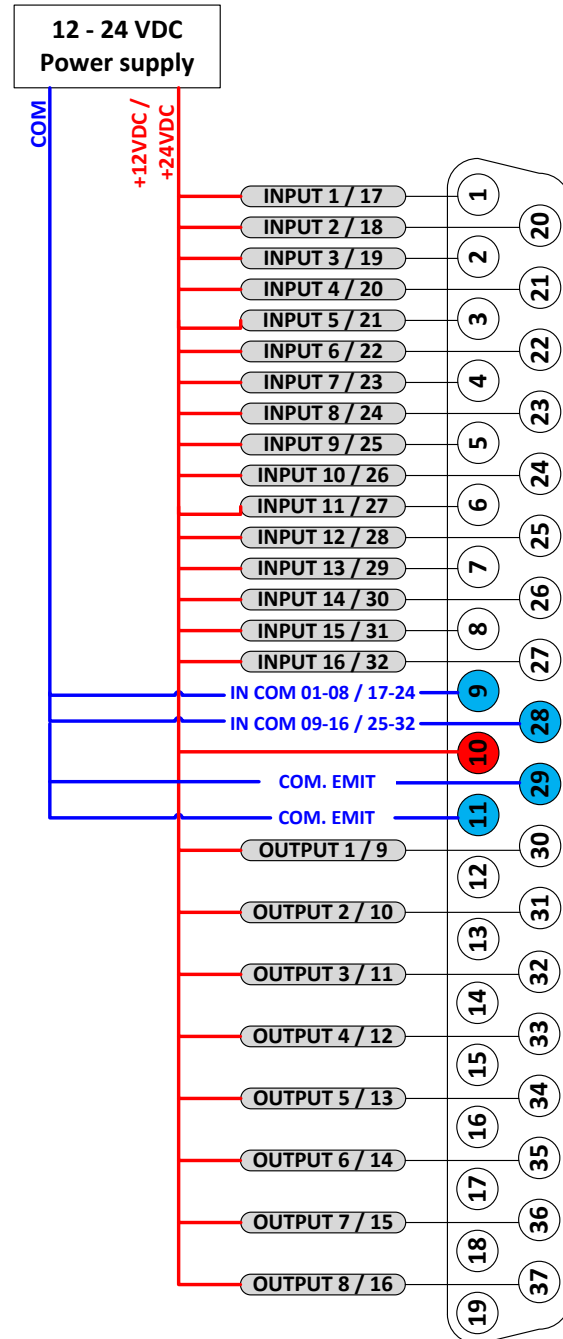 12 - 24 VDC
Power supply
COM
+12VDC /
+24VDC
INPUT 1 / 17
1
INPUT 2 / 18
20
INPUT 3 / 19
2
INPUT 4 / 20
21
INPUT 5 / 21
3
INPUT 6 / 22
22
INPUT 7 / 23
4
INPUT 8 / 24
23
INPUT 9 / 25
5
INPUT 10 / 26
24
INPUT 11 / 27
6
INPUT 12 / 28
25
INPUT 13 / 29
7
INPUT 14 / 30
26
INPUT 15 / 31
8
INPUT 16 / 32
27
IN COM 01-08 / 17-24
9
IN COM 09-16 / 25-32
28
10
COM. EMIT
29
COM. EMIT
11
OUTPUT 1 / 9
30
12
OUTPUT 2 / 10
31
13
OUTPUT 3 / 11
32
14
OUTPUT 4 / 12
33
15
OUTPUT 5 / 13
34
16
OUTPUT 6 / 14
35
17
OUTPUT 7 / 15
36
18
OUTPUT 8 / 16
37
19